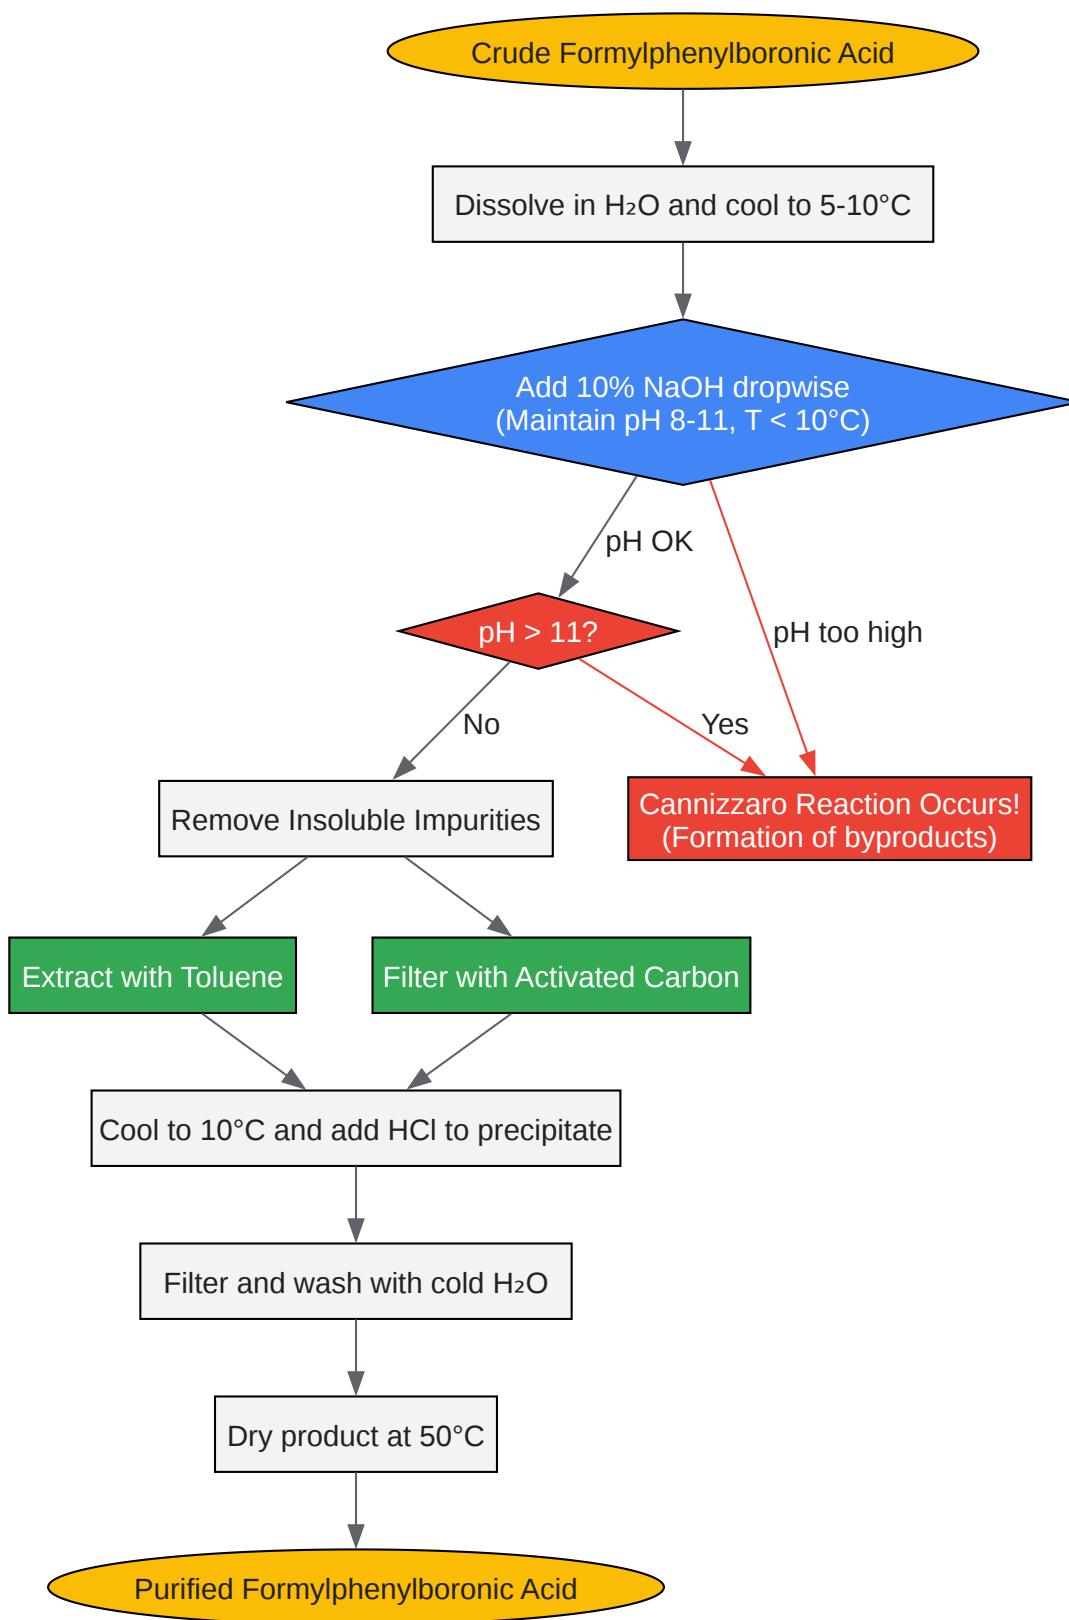 Crude Formylphenylboronic Acid
Dissolve in H₂O and cool to 5-10°C
Add 10% NaOH dropwise
(Maintain pH 8-11, T < 10°C)
pH OK
pH > 11?
pH too high
No
Yes
Remove Insoluble Impurities
Cannizzaro Reaction Occurs!
(Formation of byproducts)
Extract with Toluene
Filter with Activated Carbon
Cool to 10°C and add HCl to precipitate
Filter and wash with cold H₂O
Dry product at 50°C
Purified Formylphenylboronic Acid